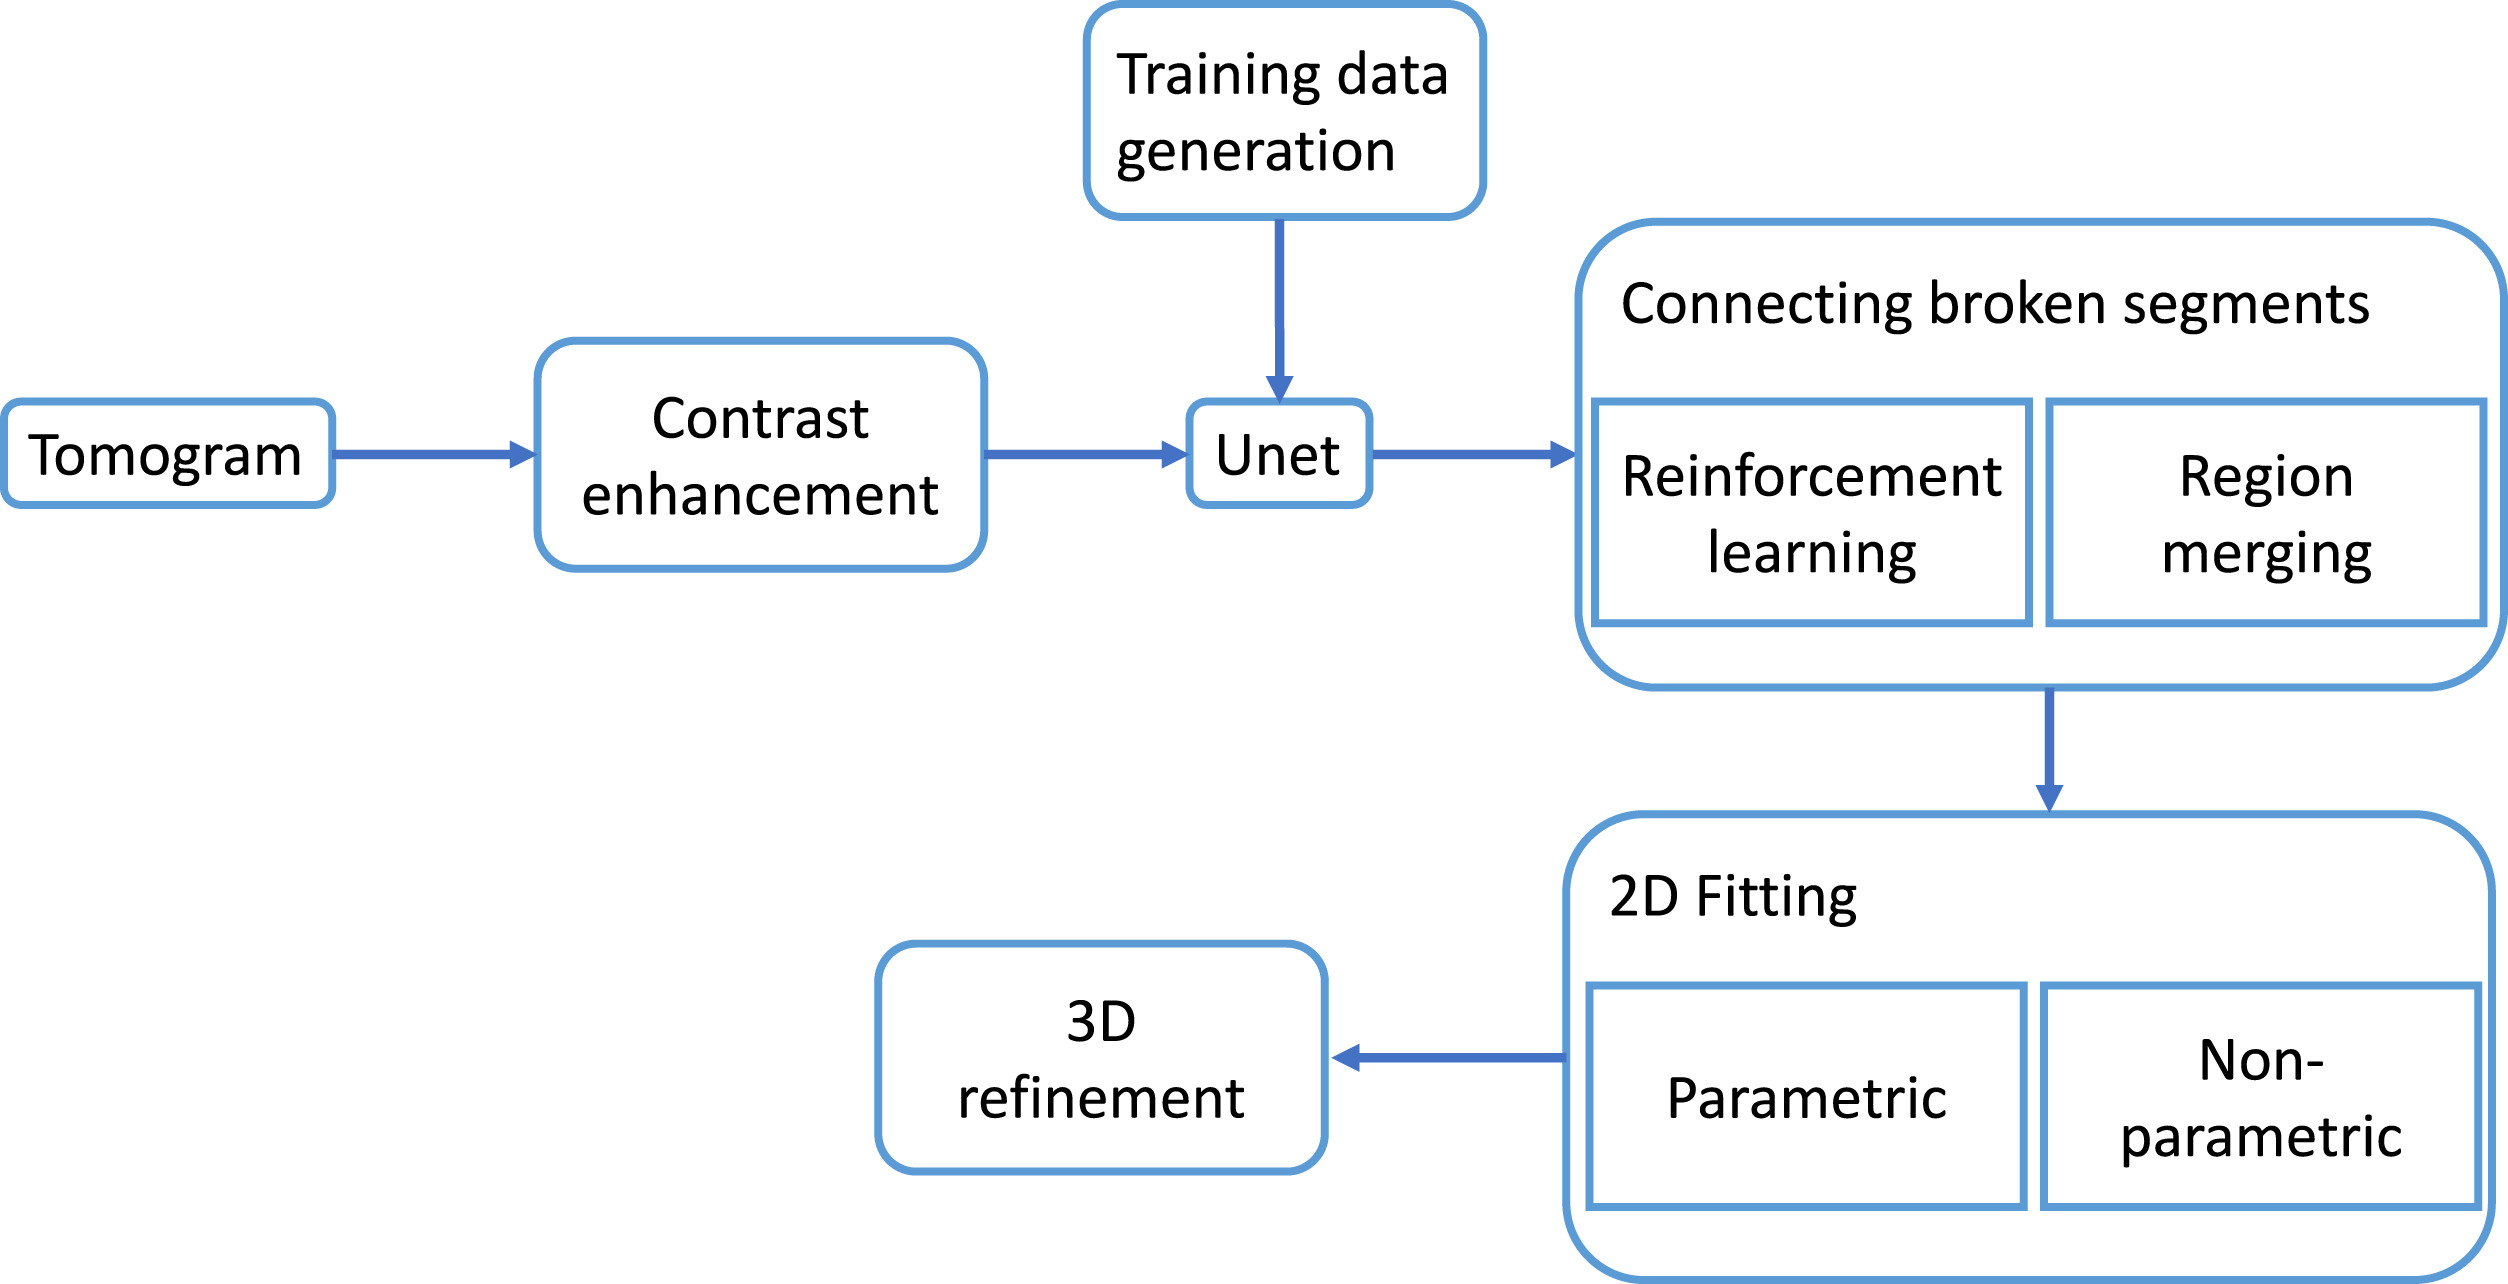 Training data
generation
Tomogram
Contrast
enhancement
Unet
Connecting broken segments
Reinforcement
learning
Region
merging
2D Fitting
Parametric
Non-
parametric
3D
refinement